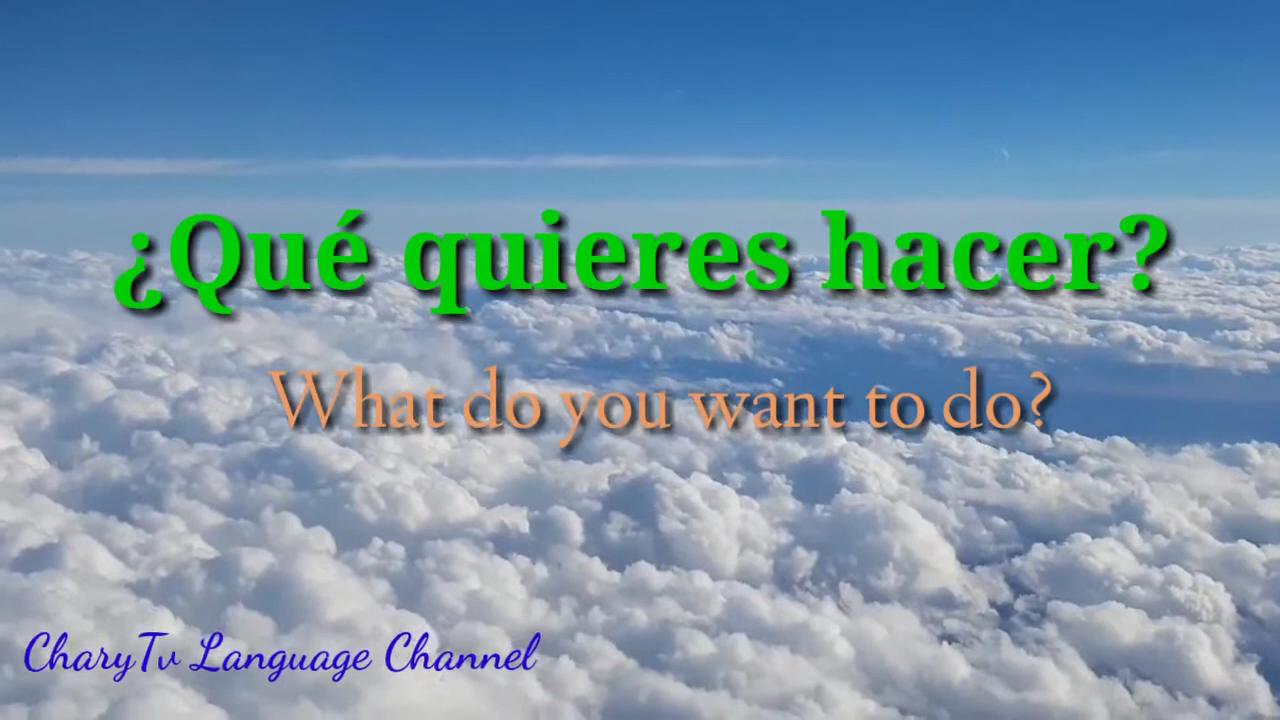 ¿Qué quieres hacer?
What do you want to do?
CharyTv Language Channel